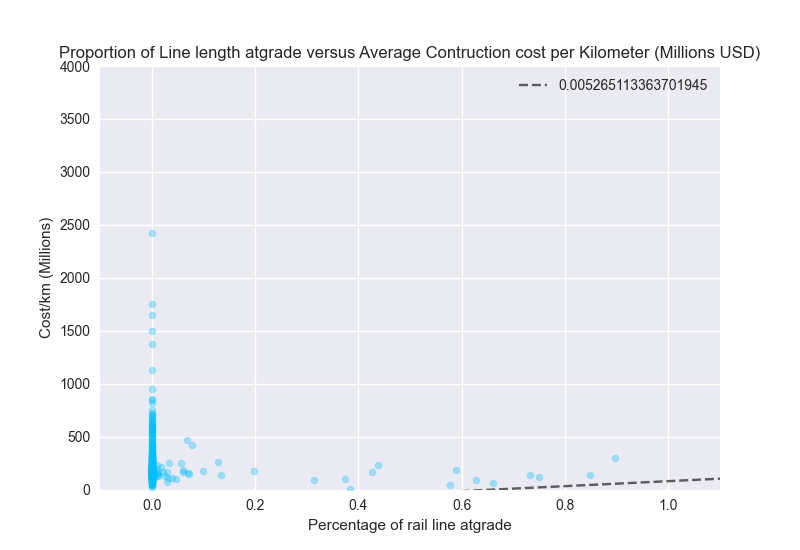 Proportion of Line length atgrade versus Average Contruction cost per Kilometer (Millions USD)
4000
0.005265113363701945
3500
3000
2500
2000
1500
1000
500
0
Cost/km (Millions)
0.0 0.2 0.4 0.6 0.8 1.0
Percentage of rail line atgrade